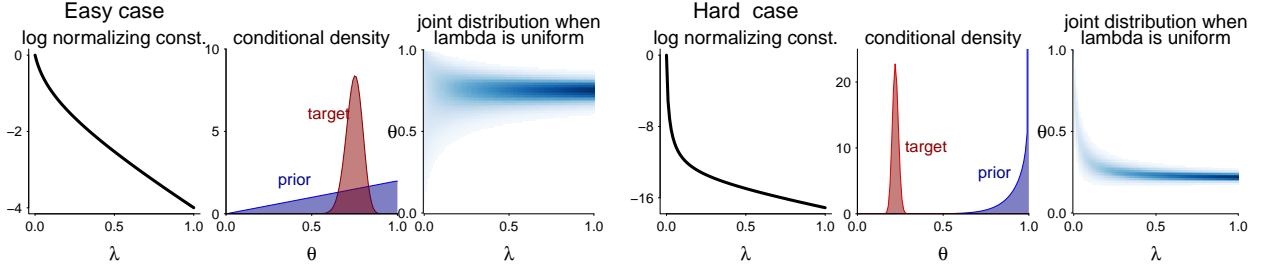 Easy case
log normalizing const.
0
−2
−4
0.0 0.5 1.0
λ
conditional density
10
5
0
target
prior
0.5 1.0
θ
joint distribution when
lambda is uniform
1.0
θ 0.5
0.0
0.0 0.5 1.0
λ
Hard case
log normalizing const.
0
−8
−16
0.0 0.5 1.0
λ
conditional density
20
10
0
target
prior
0.0 0.5 1.0
θ
joint distribution when
lambda is uniform
1.0
θ 0.5
0.0
0.0 0.5 1.0
λ